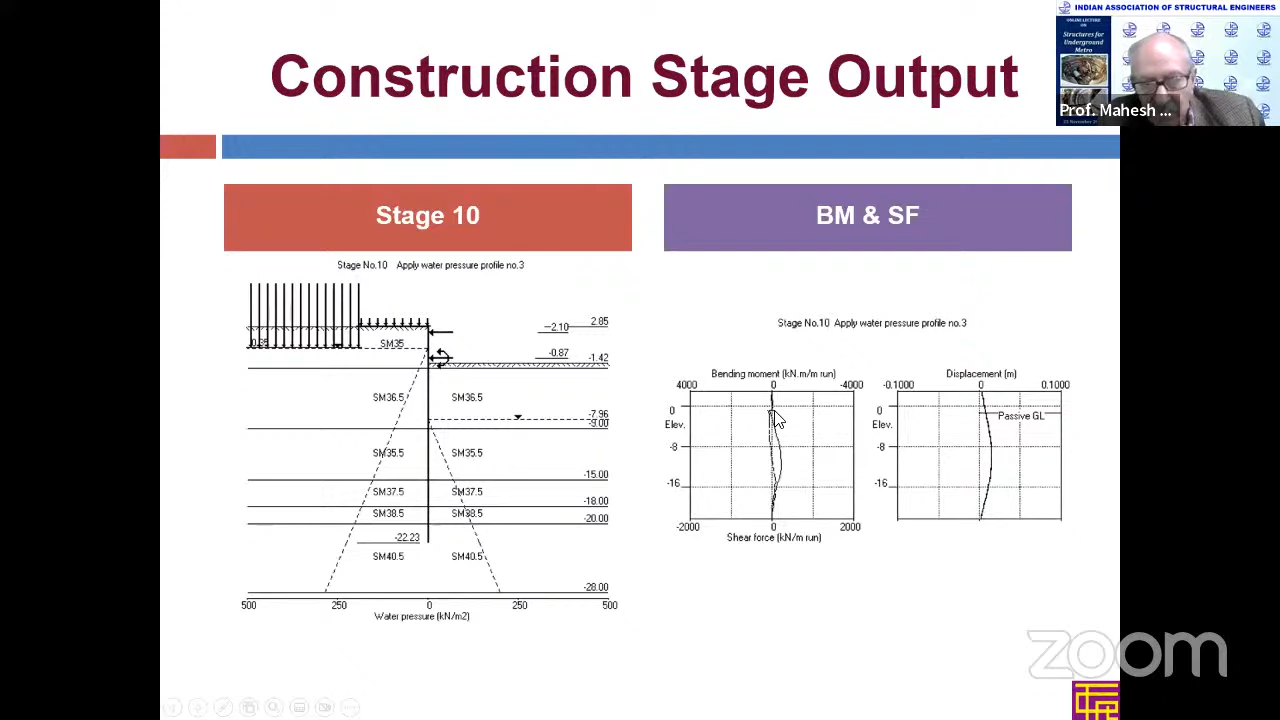 INDIAN ASSOCIATION OF STRUCTURAL ENGINEERS
ONLINE LECTURE
ON
Structures for
Underground
Metro
Prof. Mahesh ...
Construction Stage Output
Stage 10
BM & SF
Stage No.10 Apply water pressure profile no.3
2.85
-2.10
-0.87
-1.42
SM35
SM36.5 SM36.5
-7.96
-9.00
SM35.5 SM35.5
-15.00
SM37.5 SM37.5
-18.00
SM38.5 SM38.5
-20.00
-22.23
SM40.5 SM40.5
-28.00
500 250 0 250 500
Water pressure (kN/m2)
Stage No.10 Apply water pressure profile no.3
Bending moment (kN.m/m run)
4000 0 -4000
0
Elev.
-8
-16
-2000 0 2000
Shear force (kN/m run)
Displacement (m)
-0.1000 0 0.1000
0
Elev.
Passive GL
-8
-16
zoom